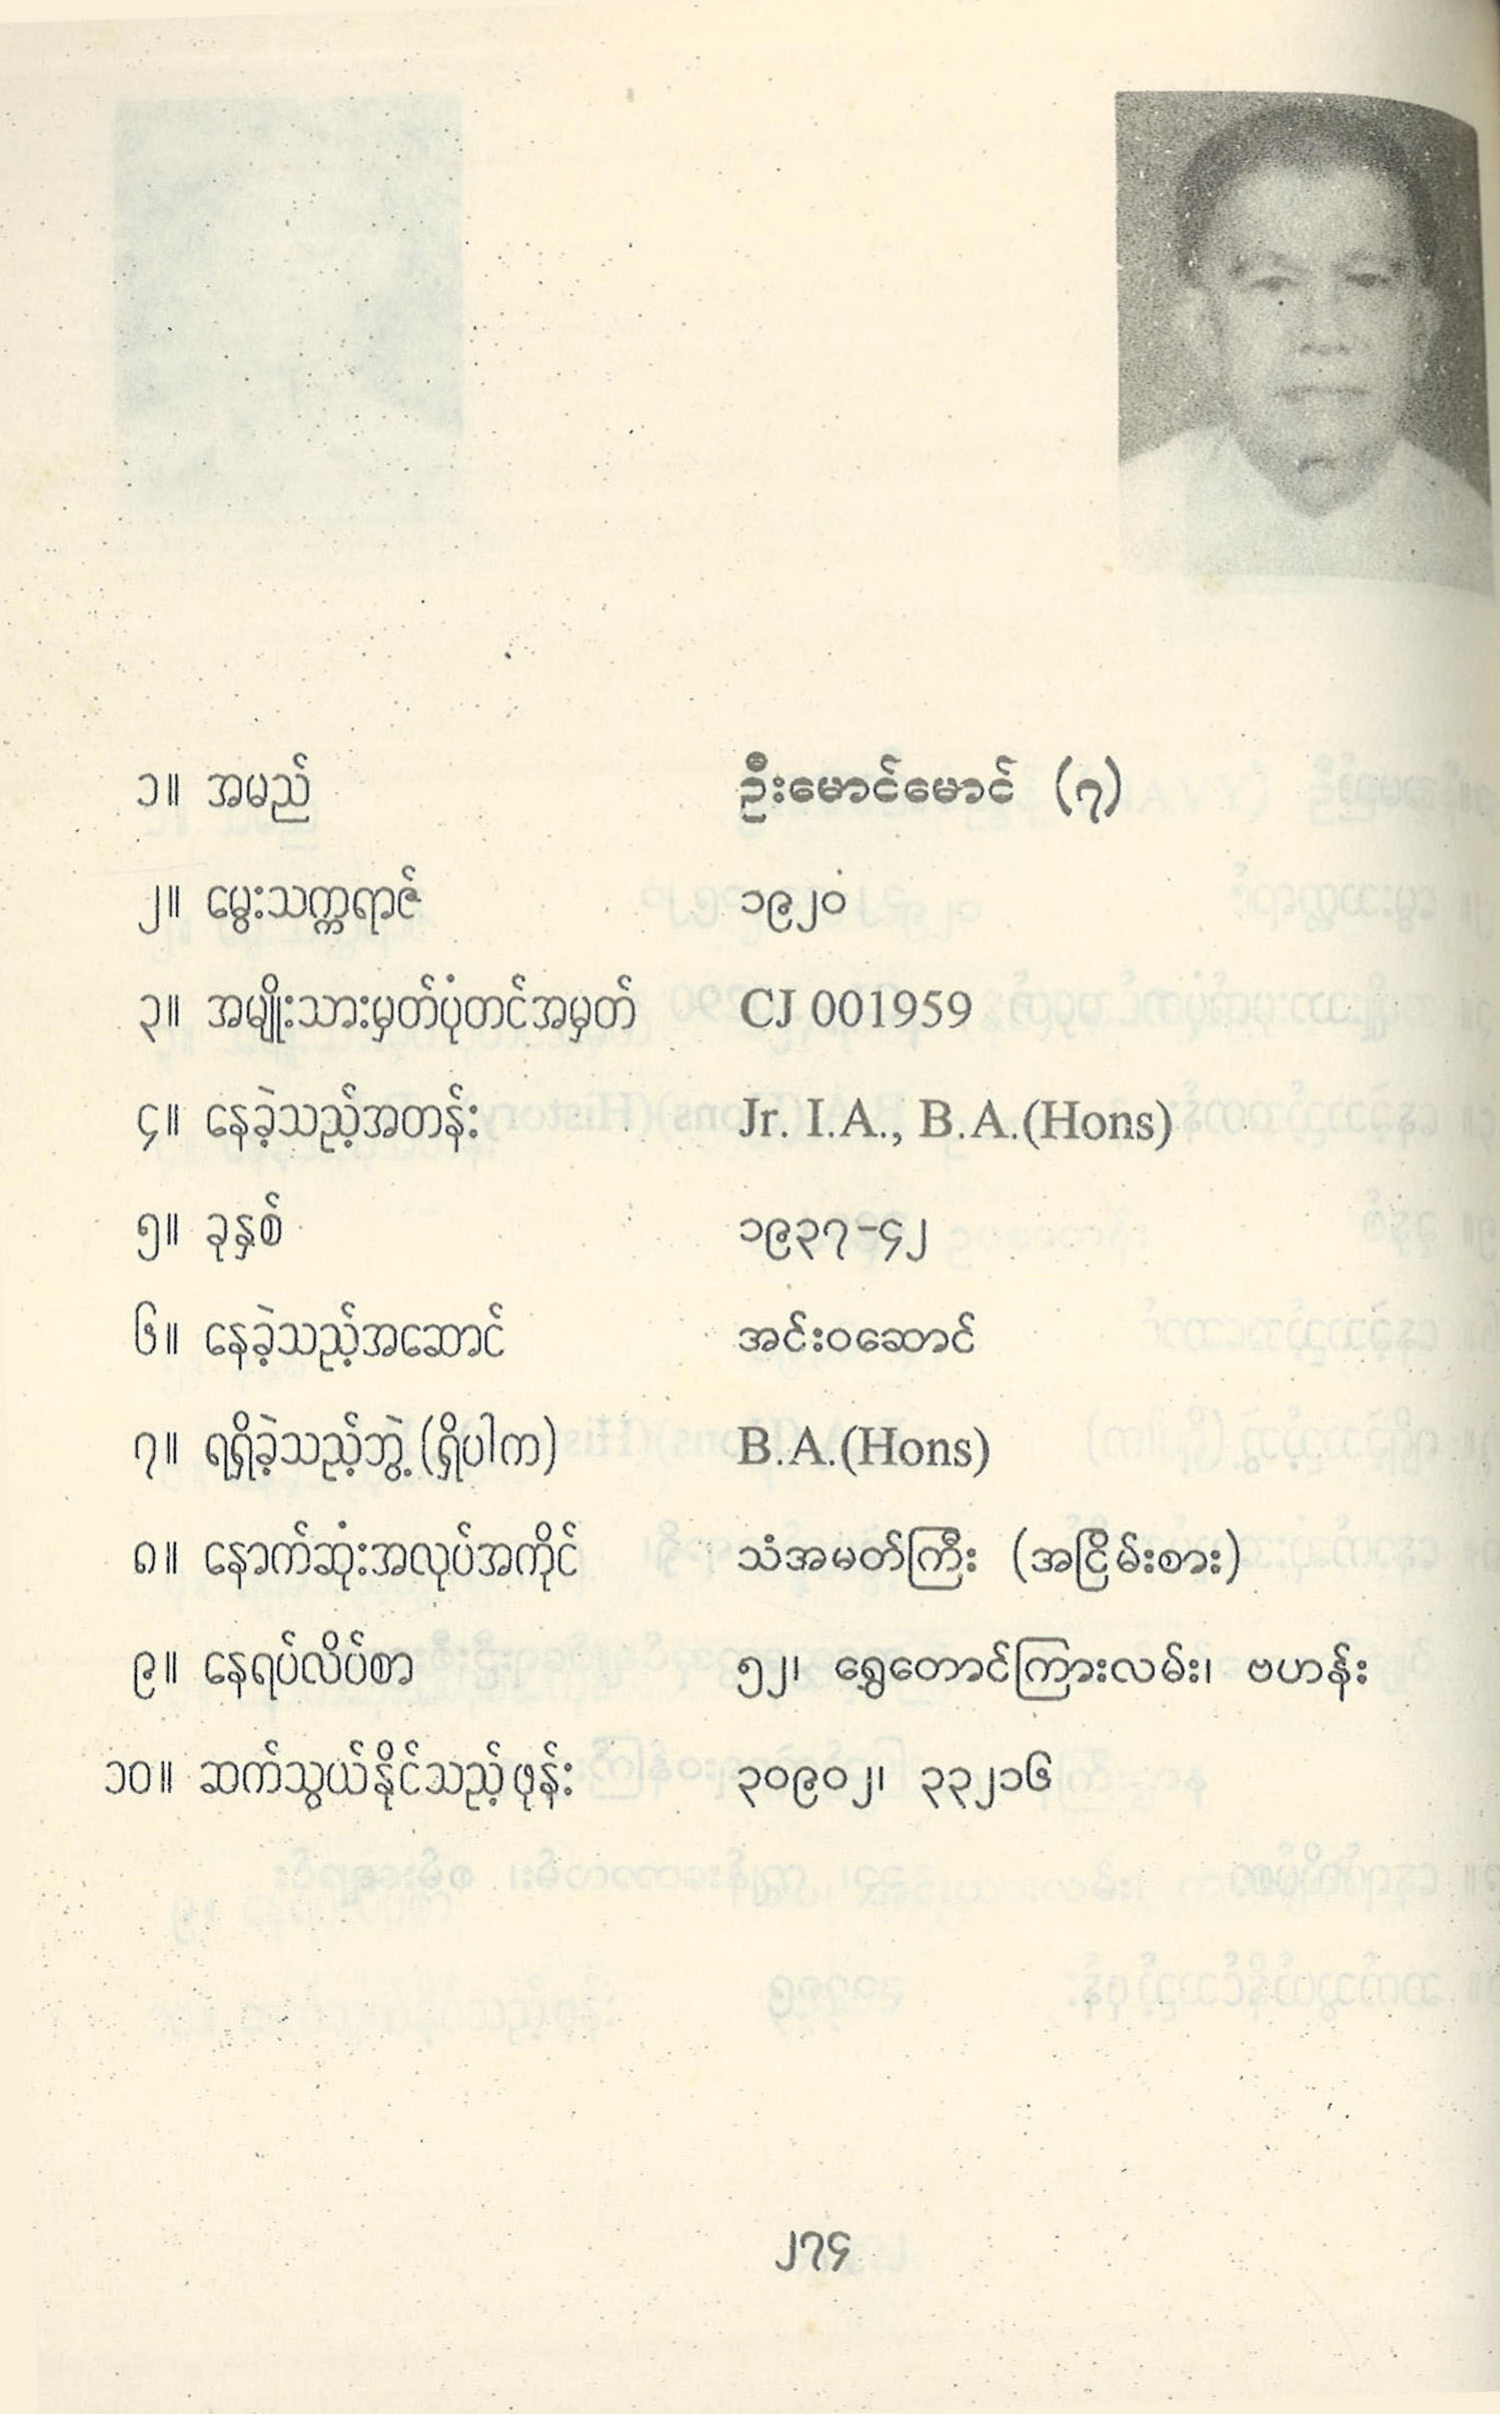 ၁။ အမည် ဦးမောင်မောင် (၇)
၂။ မွေးသက္ကရာဇ် ၁၉၂၀
၃။ အမျိုးသားမှတ်ပုံတင်အမှတ် CJ 001959
၄။ နေခဲ့သည့်အတန်း Jr. I.A., B.A.(Hons)
၅။ ခုနှစ် ၁၉၃၇-၄၂
၆။ နေခဲ့သည့်အဆောင် အင်းဝဆောင်
၇။ ရရှိခဲ့သည့်ဘွဲ့ (ရှိပါက) B.A.(Hons)
၈။ နောက်ဆုံးအလုပ်အကိုင် သံအမတ်ကြီး (အငြိမ်းစား)
၉။ နေရပ်လိပ်စာ ၅၂၊ ရွှေတောင်ကြားလမ်း၊ ဗဟန်း
၁၀။ ဆက်သွယ်နိုင်သည့်ဖုန်း ၃၀၉၀၂၊ ၃၃၂၁၆
၂၇၄